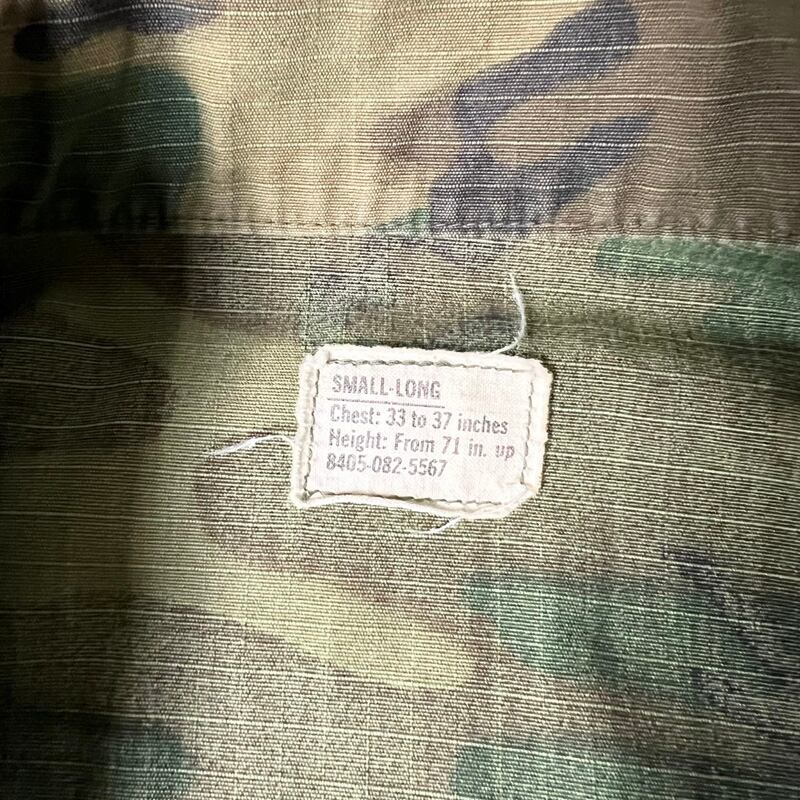 SMALL-LONG
Chest: 33 to 37 inches
Height: From 71 in. up
8405-082-5567